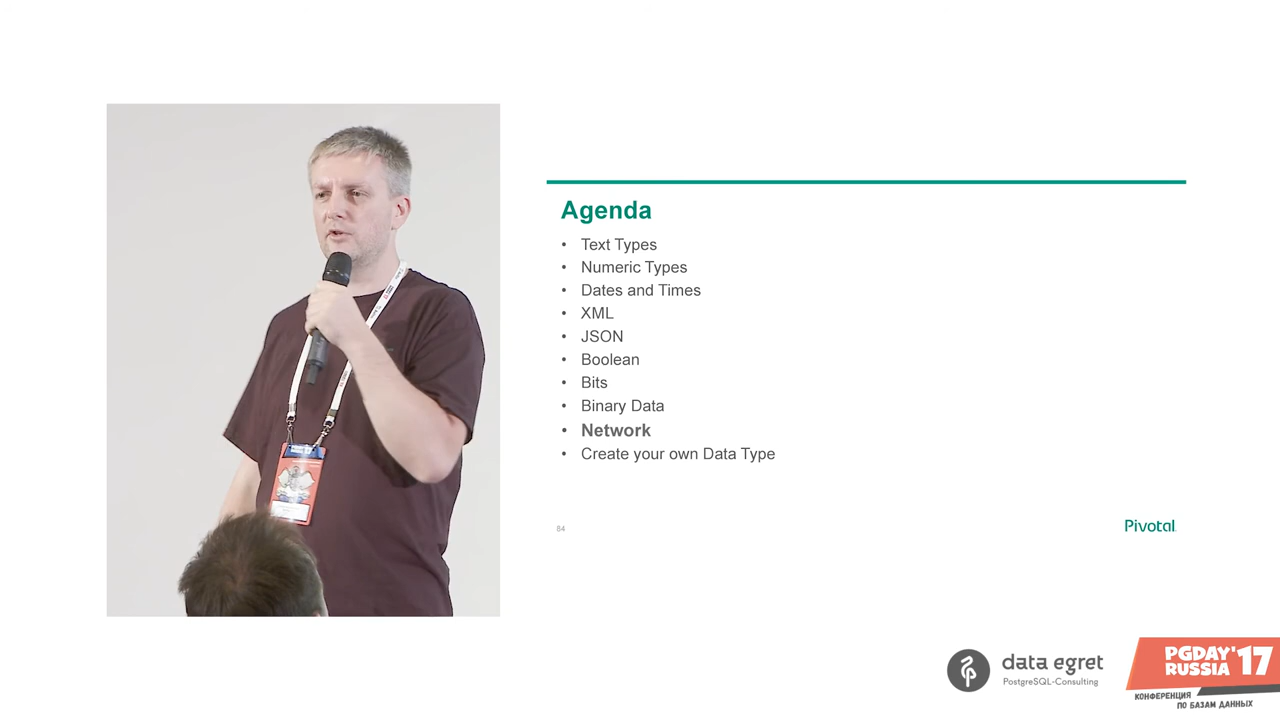 Agenda
• Text Types
• Numeric Types
• Dates and Times
• XML
• JSON
• Boolean
• Bits
• Binary Data
• Network
• Create your own Data Type
84
Pivotal
data egret
PostgreSQL-Consulting
PGDAY'17
RUSSIA
КОНФЕРЕНЦИЯ
ПО БАЗАМ ДАННЫХ